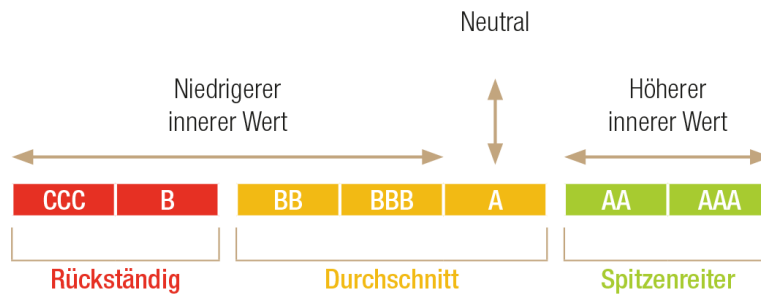 Neutral
Niedrigerer
innerer Wert
Höherer
innerer Wert
CCC B BB BBB A AA AAA
Rückständig Durchschnitt Spitzenreiter